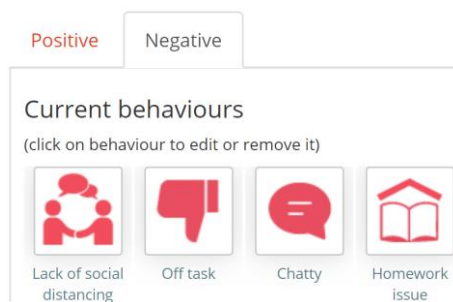 Positive Negative
Current behaviours
(click on behaviour to edit or remove it)
Lack of social Off task Chatty Homework
distancing issue